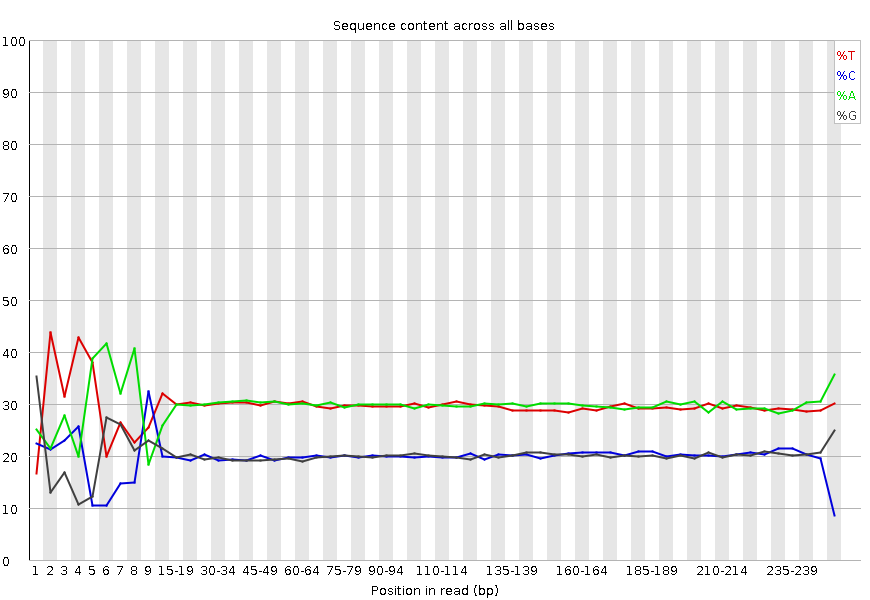 Sequence content across all bases
100
90
80
70
60
50
40
30
20
10
0
%T
%C
%A
%G
1 2 3 4 5 6 7 8 9 15-19 30-34 45-49 60-64 75-79 90-94 110-114 135-139 160-164 185-189 210-214 235-239
Position in read (bp)